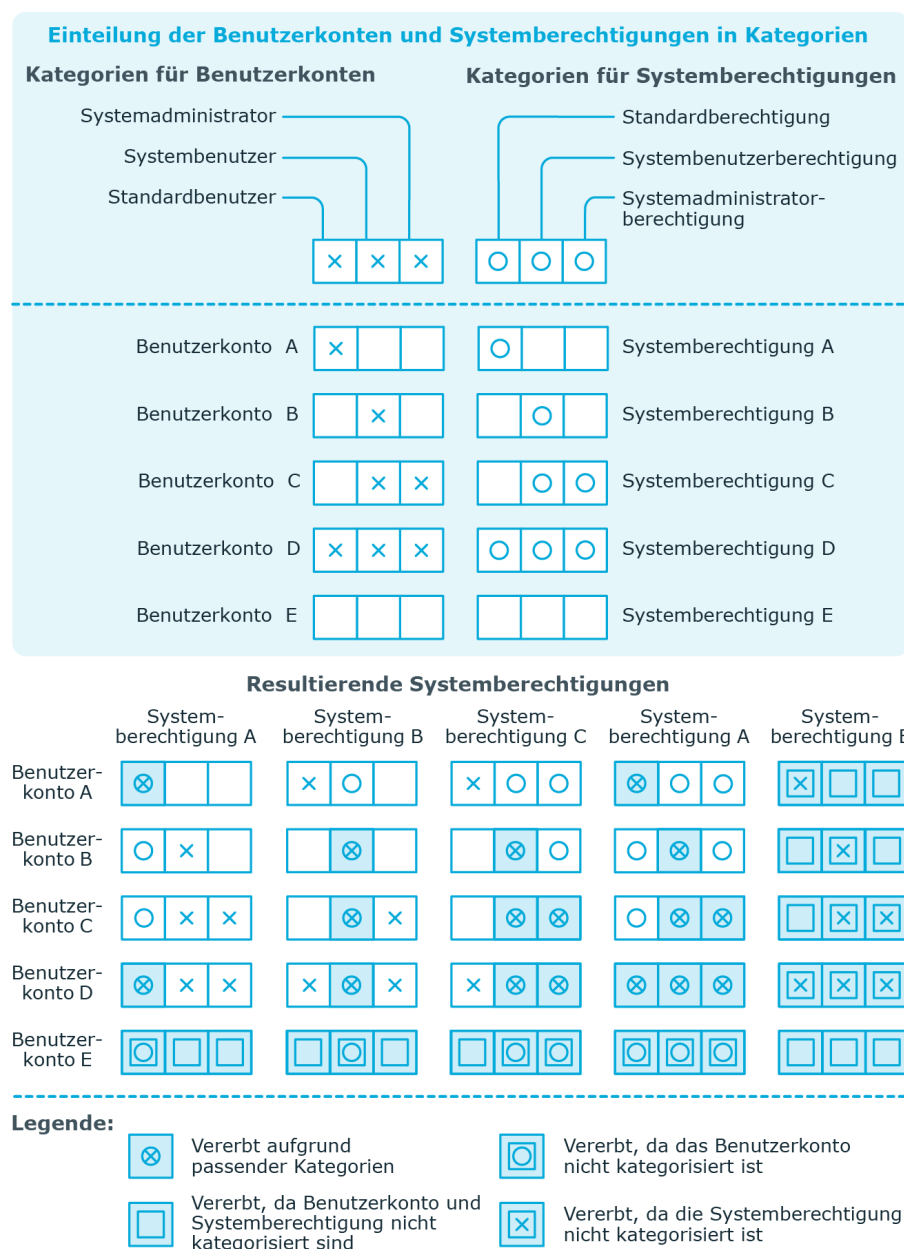 Einteilung der Benutzerkonten und Systemberechtigungen in Kategorien
Kategorien für Benutzerkonten
Kategorien für Systemberechtigungen
Systemadministrator
Systembenutzer
Standardbenutzer
Standardberechtigung
Systembenutzerberechtigung
Systemadministrator-
berechtigung
Benutzerkonto A
Systemberechtigung A
Benutzerkonto B
Systemberechtigung B
Benutzerkonto C
Systemberechtigung C
Benutzerkonto D
Systemberechtigung D
Benutzerkonto E
Systemberechtigung E
Resultierende Systemberechtigungen
System-
berechtigung A
System-
berechtigung B
System-
berechtigung C
System-
berechtigung A
System-
berechtigung E
Benutzer-
konto A
Benutzer-
konto B
Benutzer-
konto C
Benutzer-
konto D
Benutzer-
konto E
Legende:
Vererbt aufgrund
passender Kategorien
Vererbt, da das Benutzerkonto
nicht kategorisiert ist
Vererbt, da Benutzerkonto und
Systemberechtigung nicht
kategorisiert sind
Vererbt, da die Systemberechtigung
nicht kategorisiert ist